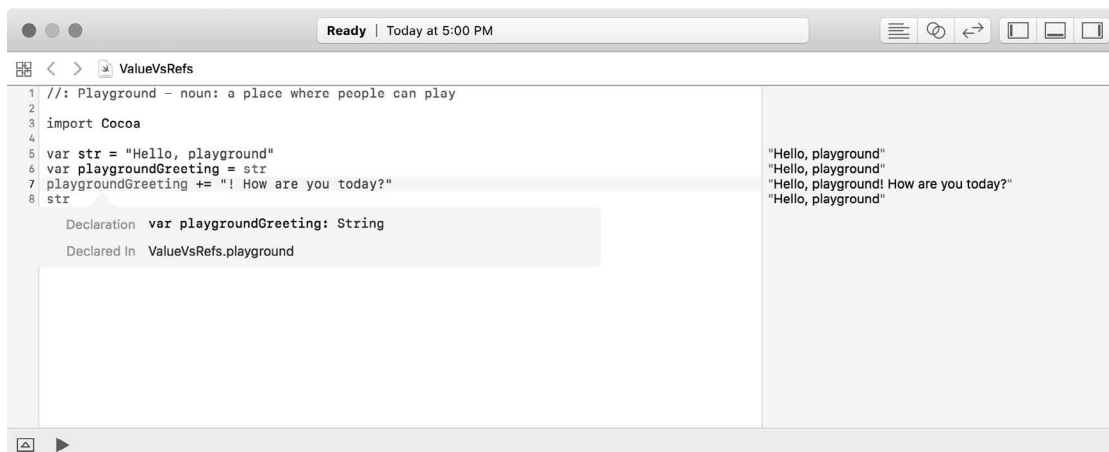 Ready | Today at 5:00 PM
ValueVsRefs
1 //: Playground – noun: a place where people can play
2
3 import Cocoa
4
5 var str = "Hello, playground" "Hello, playground"
6 var playgroundGreeting = str "Hello, playground"
7 playgroundGreeting += "! How are you today?" "Hello, playground! How are you today?"
8 str "Hello, playground"
Declaration var playgroundGreeting: String
Declared In ValueVsRefs.playground